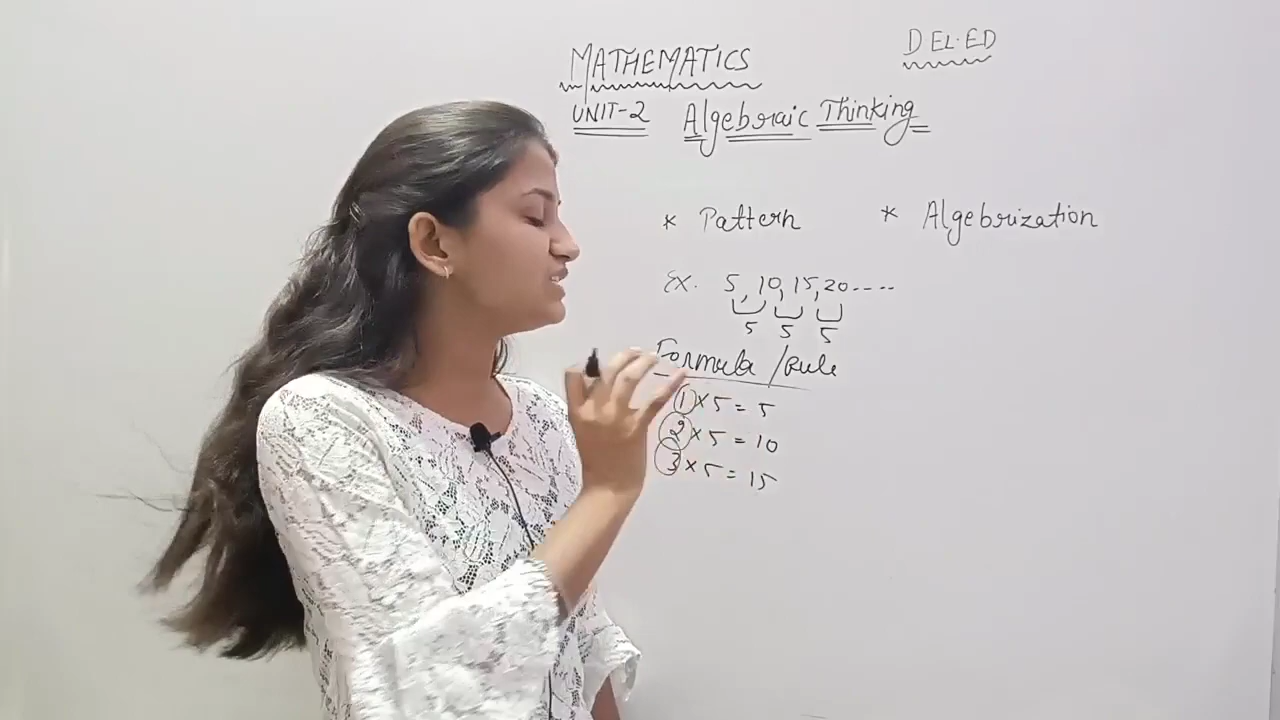 MATHEMATICS DEL.ED
UNIT-2 Algebraic Thinking
* Pattern * Algebrization
Ex. 5, 10, 15, 20.....
5 5 5
Formula / Rule
1 × 5 = 5
2 × 5 = 10
3 × 5 = 15